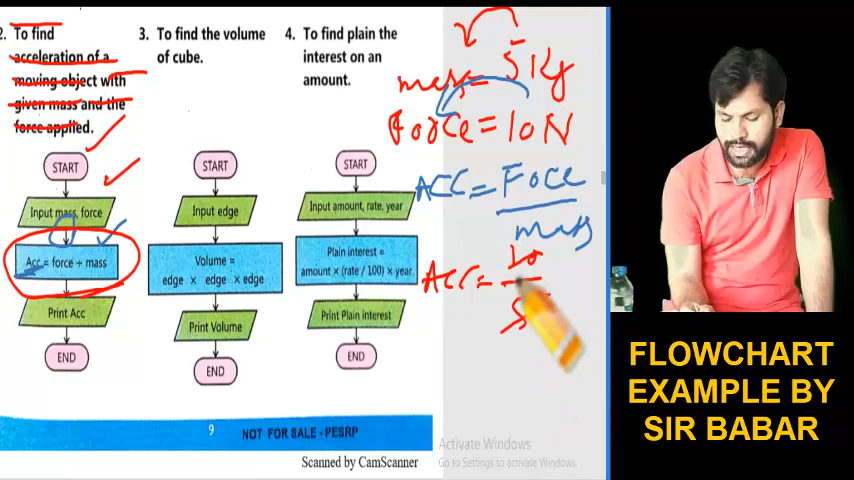 2. To find
acceleration of a
moving object with
given mass and the
force applied.
START
Input mass, force
Acc = force ÷ mass
Print Acc
END
3. To find the volume
of cube.
START
Input edge
Volume =
edge × edge × edge
Print Volume
END
4. To find plain the
interest on an
amount.
START
Input amount, rate, year
Plain interest =
amount × (rate / 100) × year
Print Plain interest
END
mass = 5 Kg
Force = 10N
ACC = Foce
mass
ACC = 10
5
9 NOT FOR SALE - PESRP
Scanned by CamScanner
Activate Windows
Go to Settings to activate Windows.
FLOWCHART
EXAMPLE BY
SIR BABAR